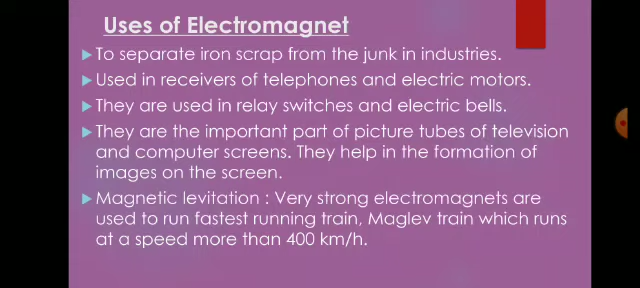 Uses of Electromagnet
To separate iron scrap from the junk in industries.
Used in receivers of telephones and electric motors.
They are used in relay switches and electric bells.
They are the important part of picture tubes of television
and computer screens. They help in the formation of
images on the screen.
Magnetic levitation : Very strong electromagnets are
used to run fastest running train, Maglev train which runs
at a speed more than 400 km/h.